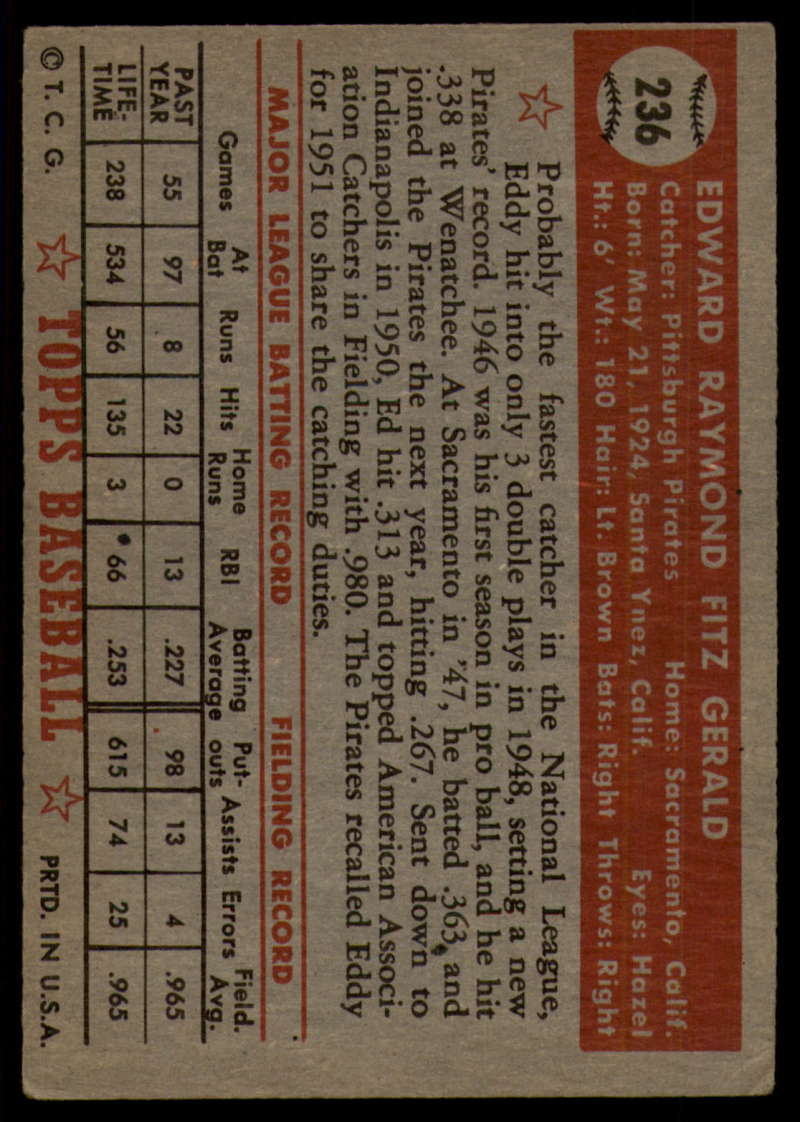 236
EDWARD RAYMOND FITZ GERALD
Catcher: Pittsburgh Pirates Home: Sacramento, Calif.
Born: May 21, 1924, Santa Ynez, Calif. Eyes: Hazel
Ht.: 6' Wt.: 180 Hair: Lt. Brown Bats: Right Throws: Right
Probably the fastest catcher in the National League,
Eddy hit into only 3 double plays in 1948, setting a new
Pirates' record. 1946 was his first season in pro ball, and he hit
.338 at Wenatchee. At Sacramento in '47, he batted .363, and
joined the Pirates the next year, hitting .267. Sent down to
Indianapolis in 1950, Ed hit .313 and topped American Associ-
ation Catchers in Fielding with .980. The Pirates recalled Eddy
for 1951 to share the catching duties.
MAJOR LEAGUE BATTING RECORD FIELDING RECORD
Games At Bat Runs Hits Home Runs RBI Batting Average Put-outs Assists Errors Field. Avg.
PAST YEAR 55 97 8 22 0 13 .227 98 13 4 .965
LIFE-TIME 238 534 56 135 3 66 .253 615 74 25 .965
© T. C. G. TOPPS BASEBALL PRTD. IN U.S.A.